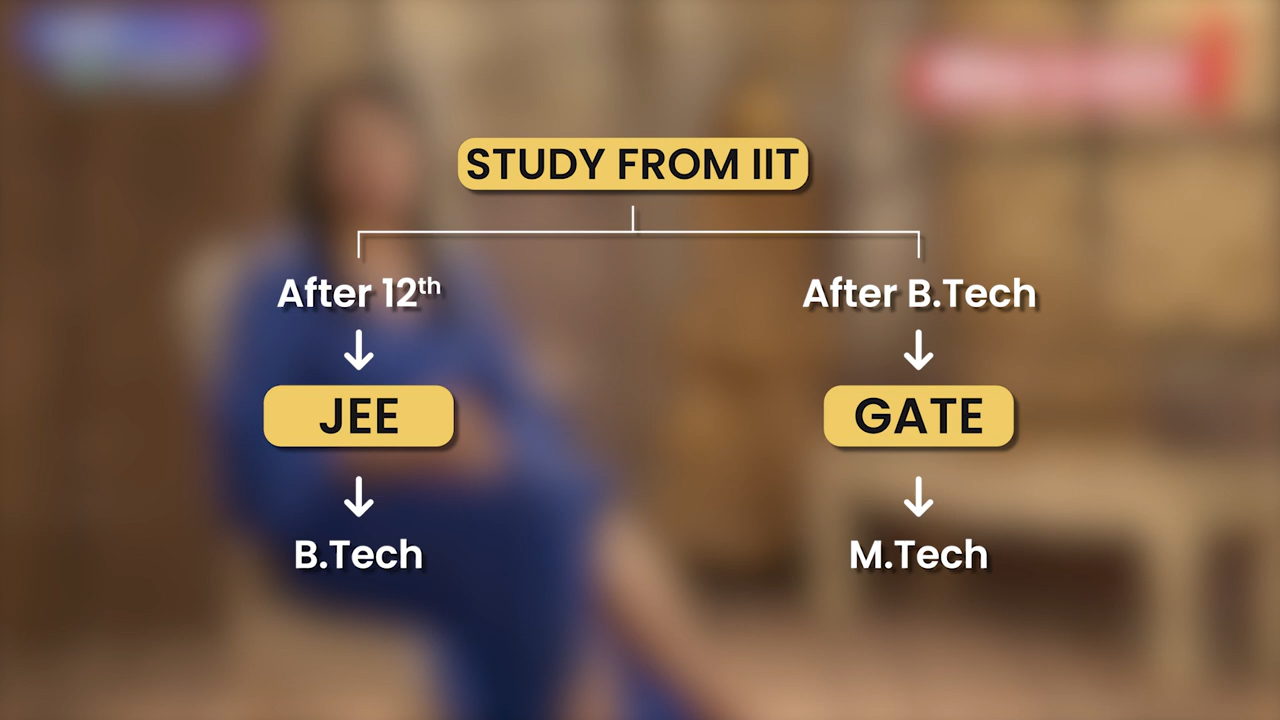 STUDY FROM IIT
After 12th
After B.Tech
JEE
GATE
B.Tech
M.Tech